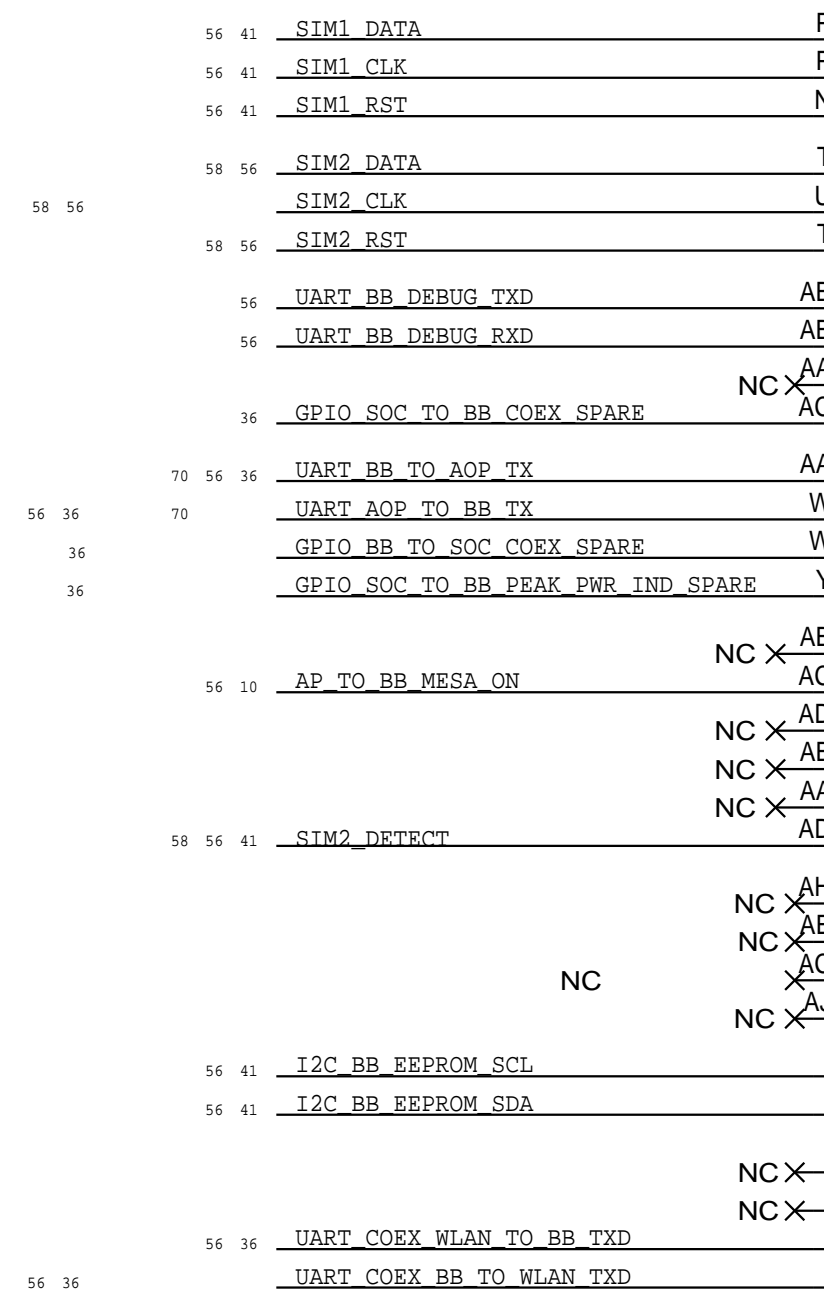 56 41 SIM1_DATA
56 41 SIM1_CLK
56 41 SIM1_RST
58 56 SIM2_DATA
58 56 SIM2_CLK
58 56 SIM2_RST
56 UART_BB_DEBUG_TXD
56 UART_BB_DEBUG_RXD
NC
36 GPIO_SOC_TO_BB_COEX_SPARE
70 56 36 UART_BB_TO_AOP_TX
56 36 70 UART_AOP_TO_BB_TX
36 GPIO_BB_TO_SOC_COEX_SPARE
36 GPIO_SOC_TO_BB_PEAK_PWR_IND_SPARE
NC
56 10 AP_TO_BB_MESA_ON
NC
NC
NC
58 56 41 SIM2_DETECT
NC
NC
NC
NC
56 41 I2C_BB_EEPROM_SCL
56 41 I2C_BB_EEPROM_SDA
NC
NC
56 36 UART_COEX_WLAN_TO_BB_TXD
56 36 UART_COEX_BB_TO_WLAN_TXD